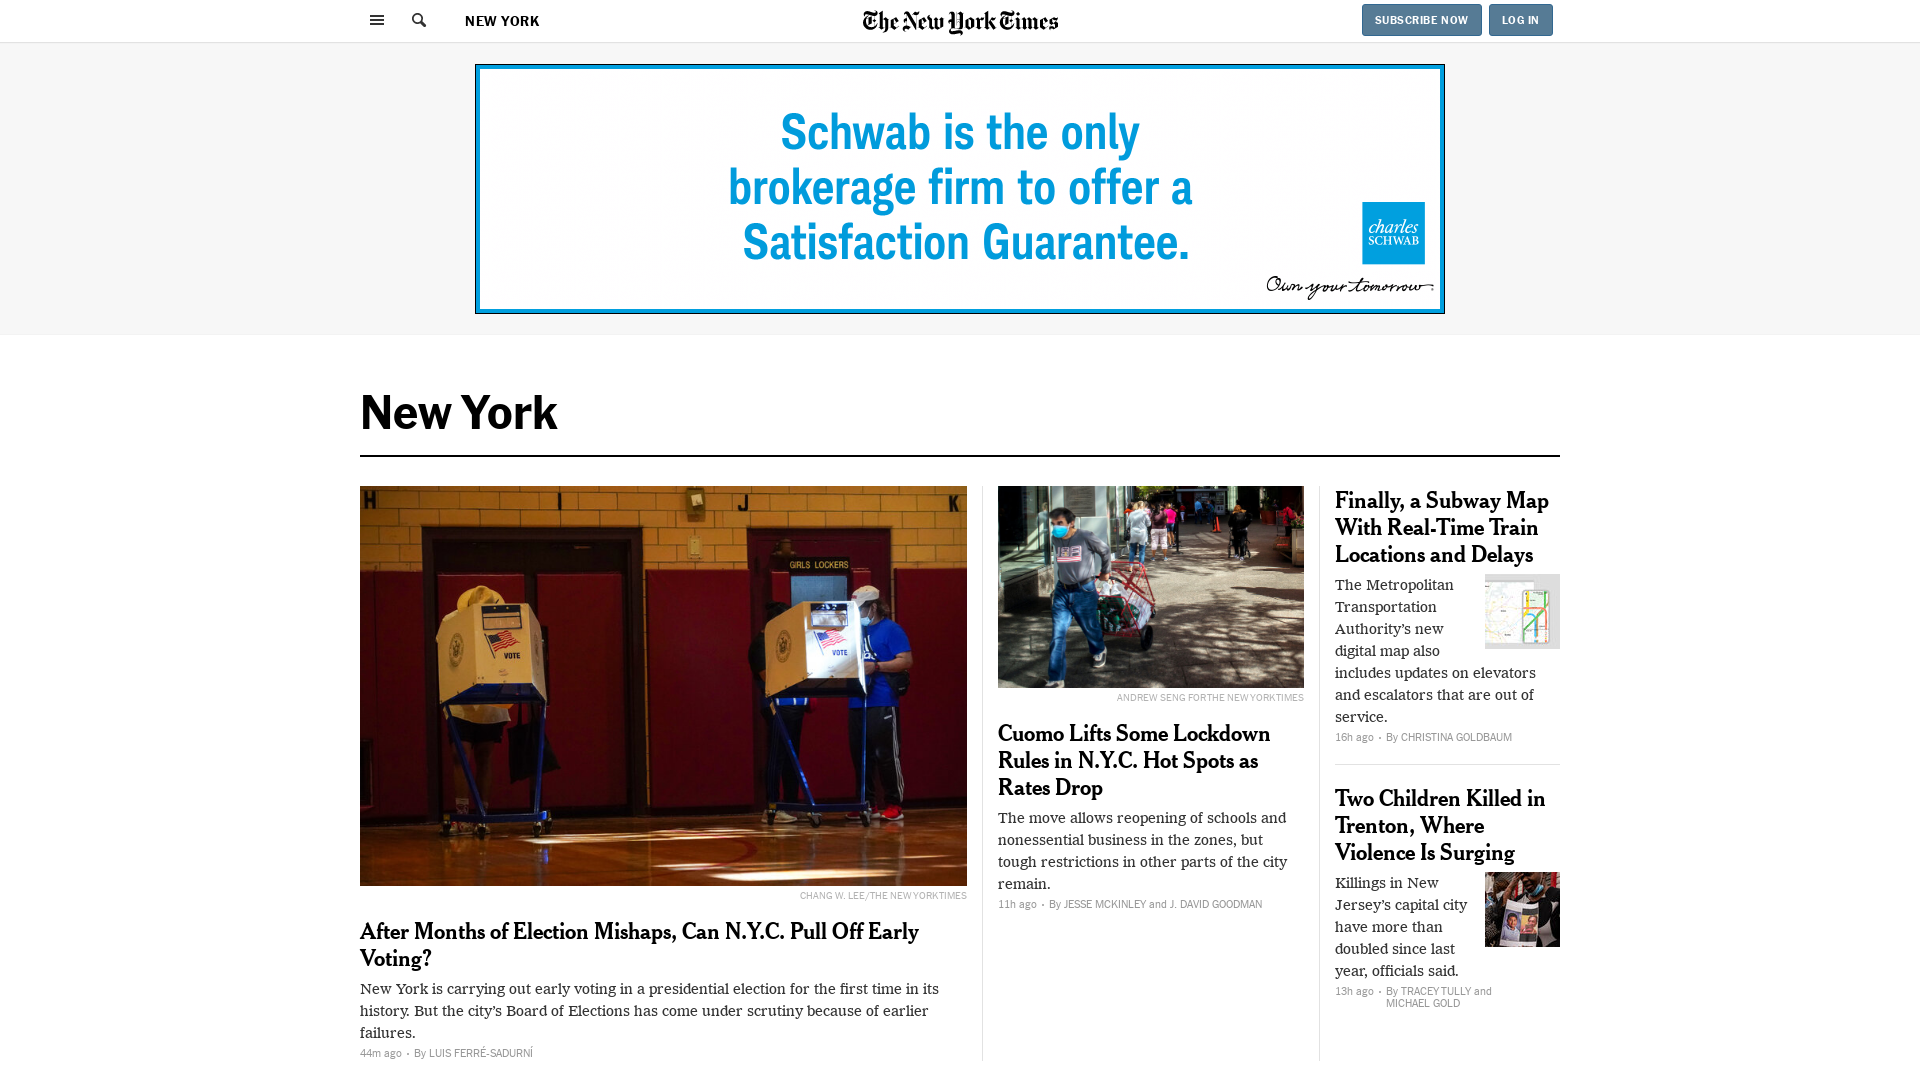 NEW YORK
The New York Times
SUBSCRIBE NOW
LOG IN
Schwab is the only
brokerage firm to offer a
Satisfaction Guarantee.
charles
SCHWAB
Own your tomorrow.
New York
H
I
J
K
GIRLS LOCKERS
VOTE
VOTE
CHANG W. LEE/THE NEW YORKTIMES
After Months of Election Mishaps, Can N.Y.C. Pull Off Early
Voting?
New York is carrying out early voting in a presidential election for the first time in its
history. But the city’s Board of Elections has come under scrutiny because of earlier
failures.
44m ago · By LUIS FERRÉ-SADURNÍ
ANDREW SENG FORTHE NEW YORKTIMES
Cuomo Lifts Some Lockdown
Rules in N.Y.C. Hot Spots as
Rates Drop
The move allows reopening of schools and
nonessential business in the zones, but
tough restrictions in other parts of the city
remain.
11h ago · By JESSE MCKINLEY and J. DAVID GOODMAN
Finally, a Subway Map
With Real-Time Train
Locations and Delays
The Metropolitan
Transportation
Authority’s new
digital map also
includes updates on elevators
and escalators that are out of
service.
16h ago · By CHRISTINA GOLDBAUM
Two Children Killed in
Trenton, Where
Violence Is Surging
Killings in New
Jersey’s capital city
have more than
doubled since last
year, officials said.
13h ago · By TRACEY TULLY and
MICHAEL GOLD